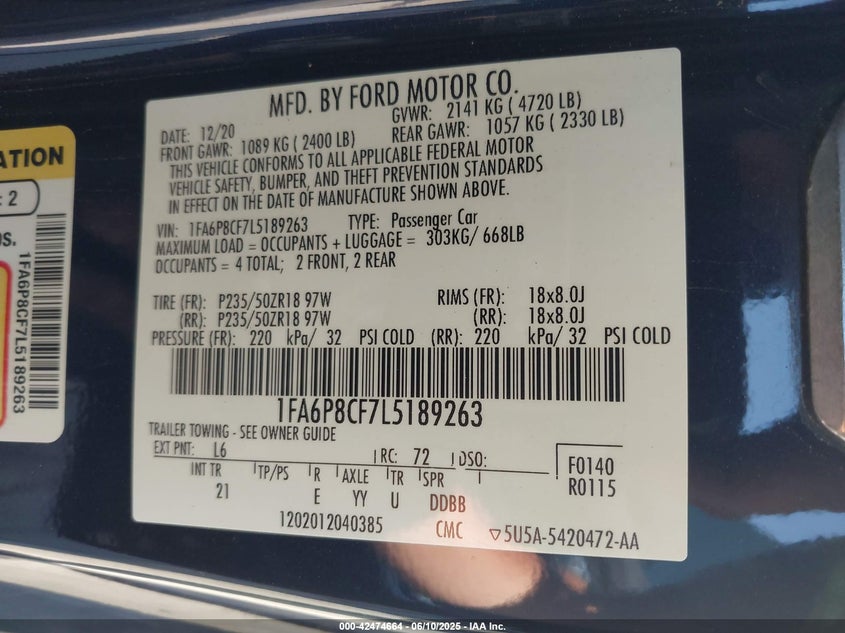 MFD. BY FORD MOTOR CO.
DATE: 12/20
GVWR: 2141 KG ( 4720 LB)
FRONT GAWR: 1089 KG ( 2400 LB)
REAR GAWR: 1057 KG ( 2330 LB)
THIS VEHICLE CONFORMS TO ALL APPLICABLE FEDERAL MOTOR
VEHICLE SAFETY, BUMPER, AND THEFT PREVENTION STANDARDS
IN EFFECT ON THE DATE OF MANUFACTURE SHOWN ABOVE.
VIN: 1FA6P8CF7L5189263 TYPE: Passenger Car
MAXIMUM LOAD = OCCUPANTS + LUGGAGE = 303KG/ 668LB
OCCUPANTS = 4 TOTAL; 2 FRONT, 2 REAR
TIRE (FR): P235/50ZR18 97W RIMS (FR): 18x8.0J
(RR): P235/50ZR18 97W (RR): 18x8.0J
PRESSURE (FR): 220 kPa/ 32 PSI COLD (RR): 220 kPa/ 32 PSI COLD
1FA6P8CF7L5189263
TRAILER TOWING - SEE OWNER GUIDE
EXT PNT: L6 RC: 72 DSO:
INT TR TP/PS R AXLE TR SPR
21 E YY U DDBB
F0140
R0115
1202012040385 CMC ▽5U5A-5420472-AA
ATION
: 2
os.
1FA6P8CF7L5189263
000-42474664 - 06/10/2025 - IAA Inc.